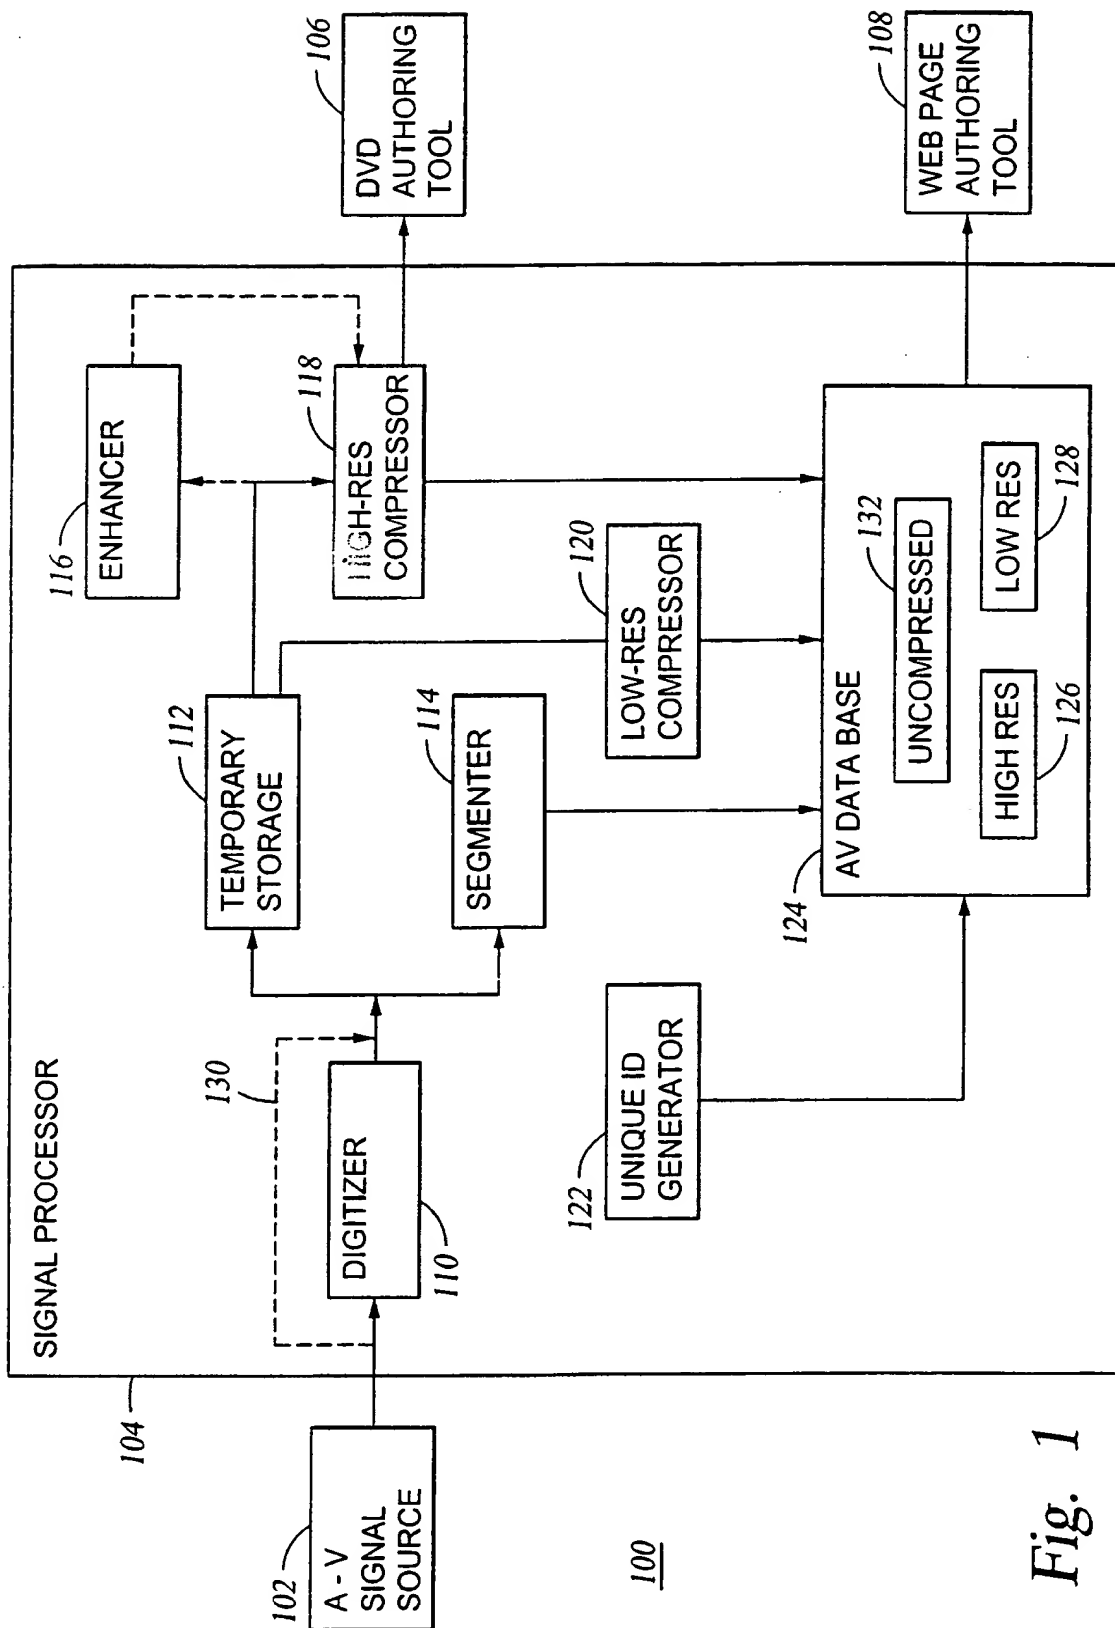 SIGNAL PROCESSOR
104
102
A - V
SIGNAL
SOURCE
130
DIGITIZER
110
112
TEMPORARY
STORAGE
114
SEGMENTER
116
ENHANCER
118
HIGH-RES
COMPRESSOR
120
LOW-RES
COMPRESSOR
122
UNIQUE ID
GENERATOR
124
AV DATA BASE
132
UNCOMPRESSED
HIGH RES
126
LOW RES
128
106
DVD
AUTHORING
TOOL
108
WEB PAGE
AUTHORING
TOOL
100
Fig. 1